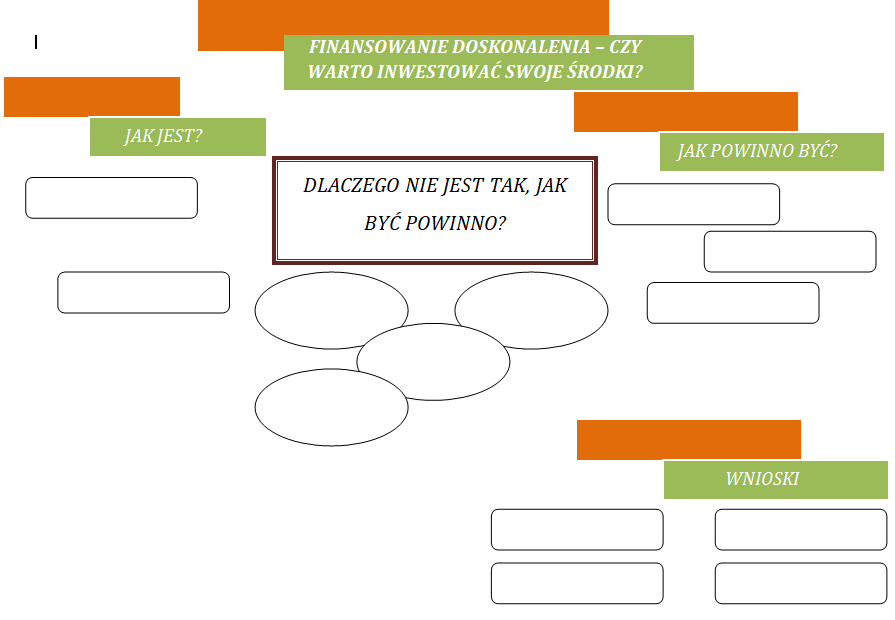 FINANSOWANIE DOSKONALENIA – CZY
WARTO INWESTOWAĆ SWOJE ŚRODKI?
JAK JEST?
JAK POWINNO BYĆ?
DLACZEGO NIE JEST TAK, JAK
BYĆ POWINNO?
WNIOSKI